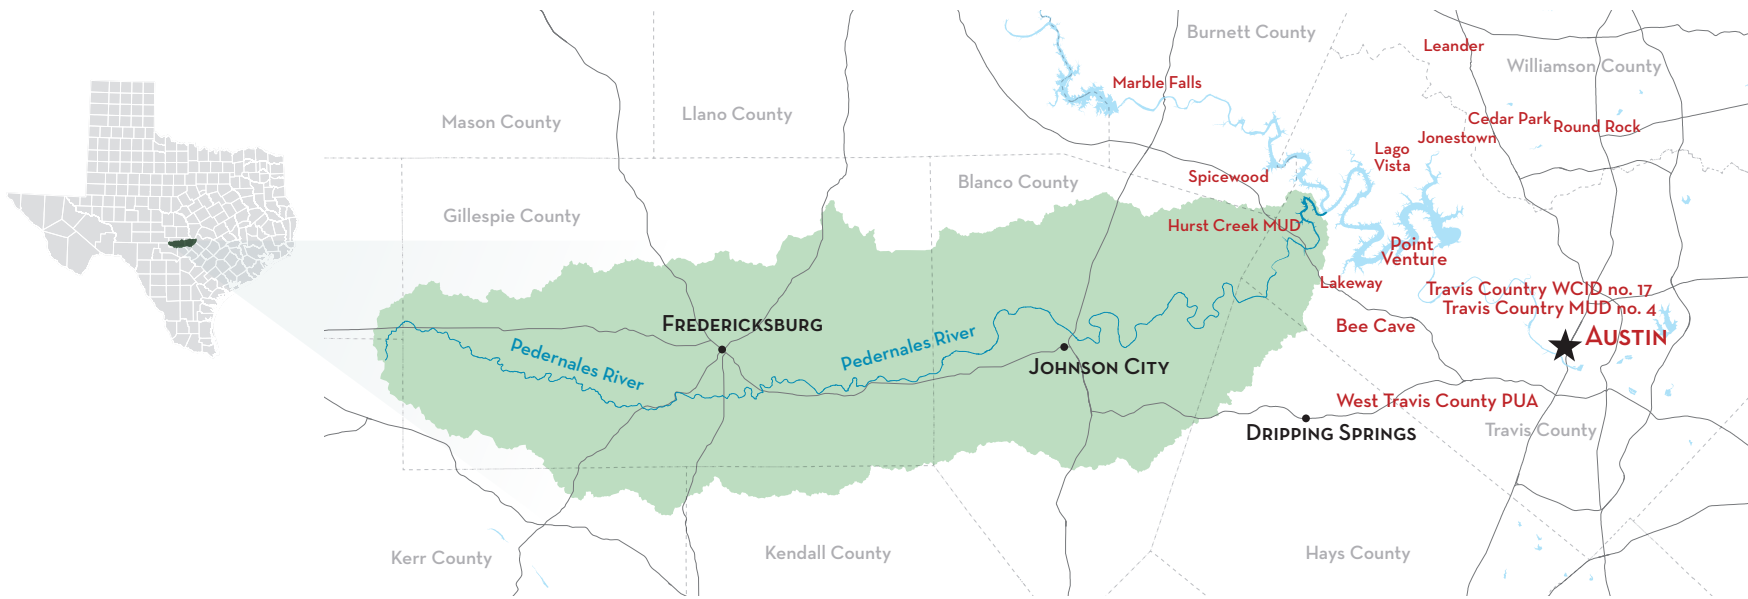 Burnett County
Leander
Williamson County
Marble Falls
Llano County
Mason County
Cedar Park
Round Rock
Jonestown
Lago
Vista
Spicewood
Blanco County
Gillespie County
Hurst Creek MUD
Point
Venture
Lakeway
Travis Country WCID no. 17
Travis Country MUD no. 4
Fredericksburg
Bee Cave
Austin
Pedernales River
Pedernales River
Johnson City
West Travis County PUA
Dripping Springs
Travis County
Kerr County
Kendall County
Hays County